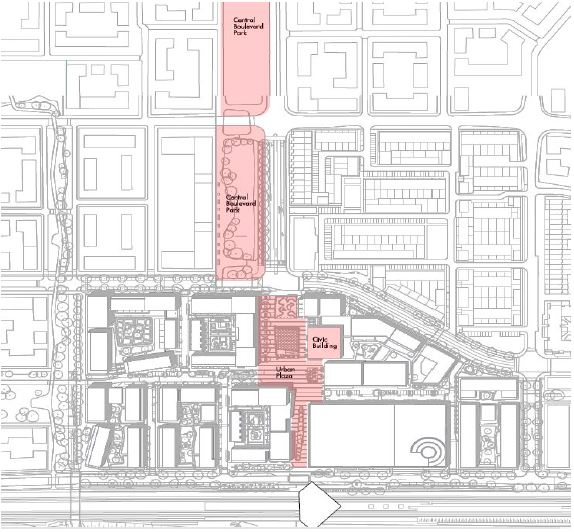 Central
Boulevard
Park
Central
Boulevard
Park
Civic
Building
Urban
Plaza